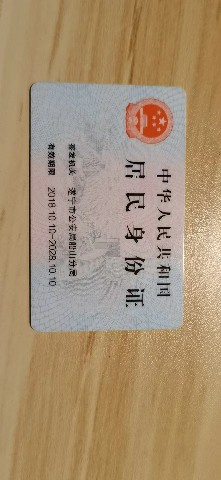 中华人民共和国
居民身份证
签发机关 遂宁市公安局船山分局
有效期限 2018.10.10-2028.10.10